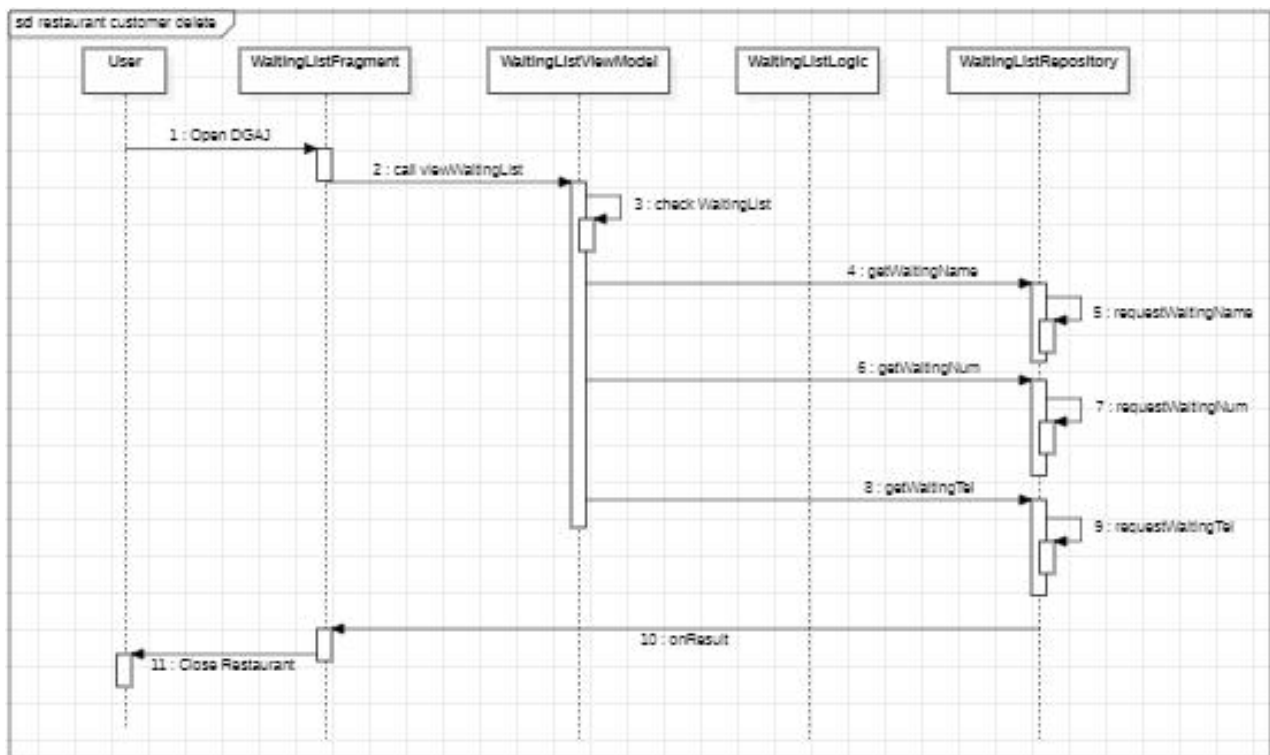 sd restaurant customer delete
User
WaitingListFragment
WaitingListViewModel
WaitingListLogic
WaitingListRepository
1 : Open DGAJ
2 : call viewWaitingList
3 : check WaitingList
4 : getWaitingName
5 : requestWaitingName
6 : getWaitingNum
7 : requestWaitingNum
8 : getWaitingTel
9 : requestWaitingTel
10 : onResult
11 : Close Restaurant